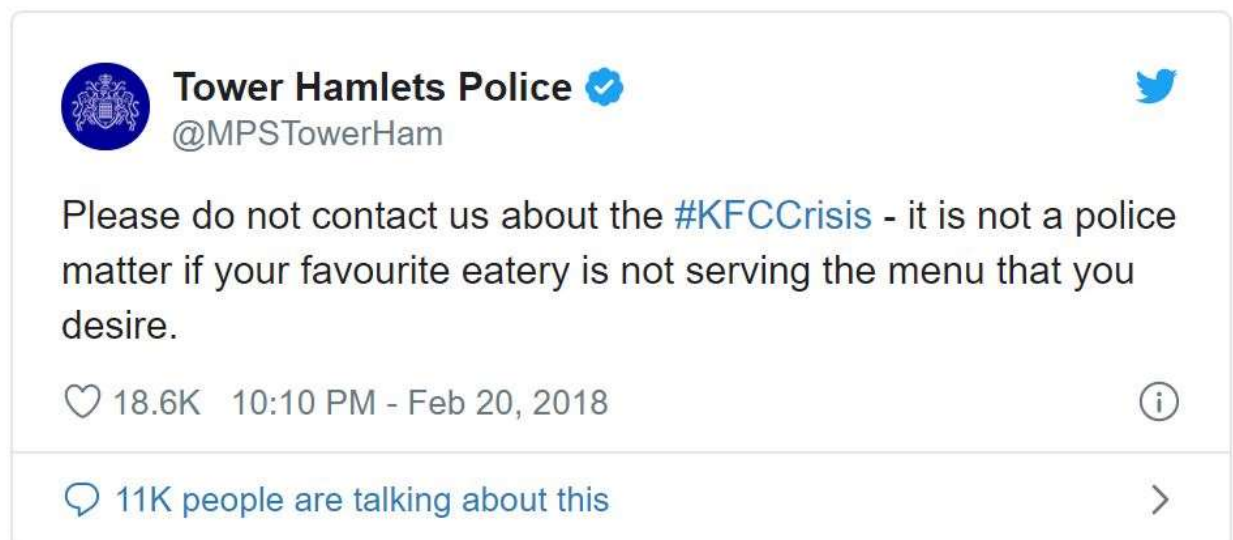 Tower Hamlets Police
@MPSTowerHam
Please do not contact us about the #KFCCrisis - it is not a police
matter if your favourite eatery is not serving the menu that you
desire.
18.6K 10:10 PM - Feb 20, 2018
11K people are talking about this